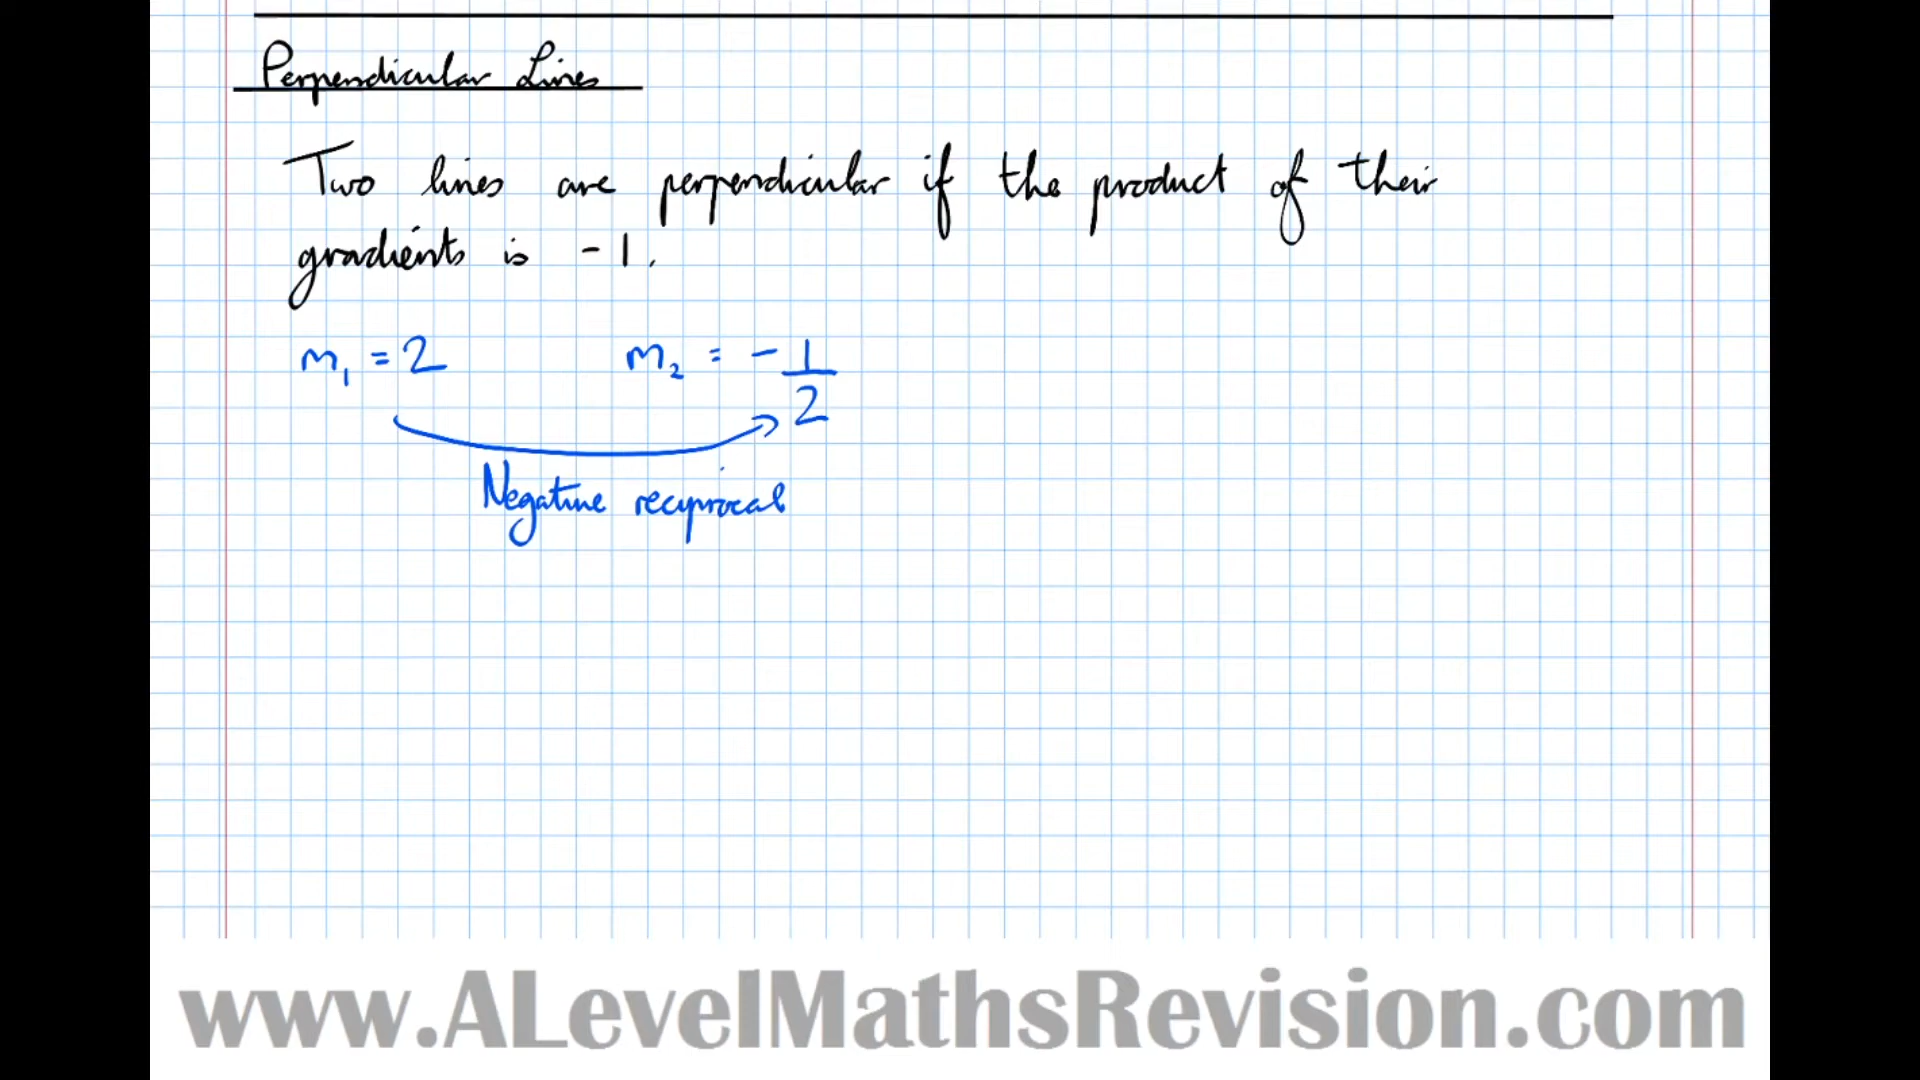 Perpendicular Lines
Two lines are perpendicular if the product of their
gradients is -1.
m₁ = 2 m₂ = -1/2
Negative reciprocal
www.ALevelMathsRevision.com